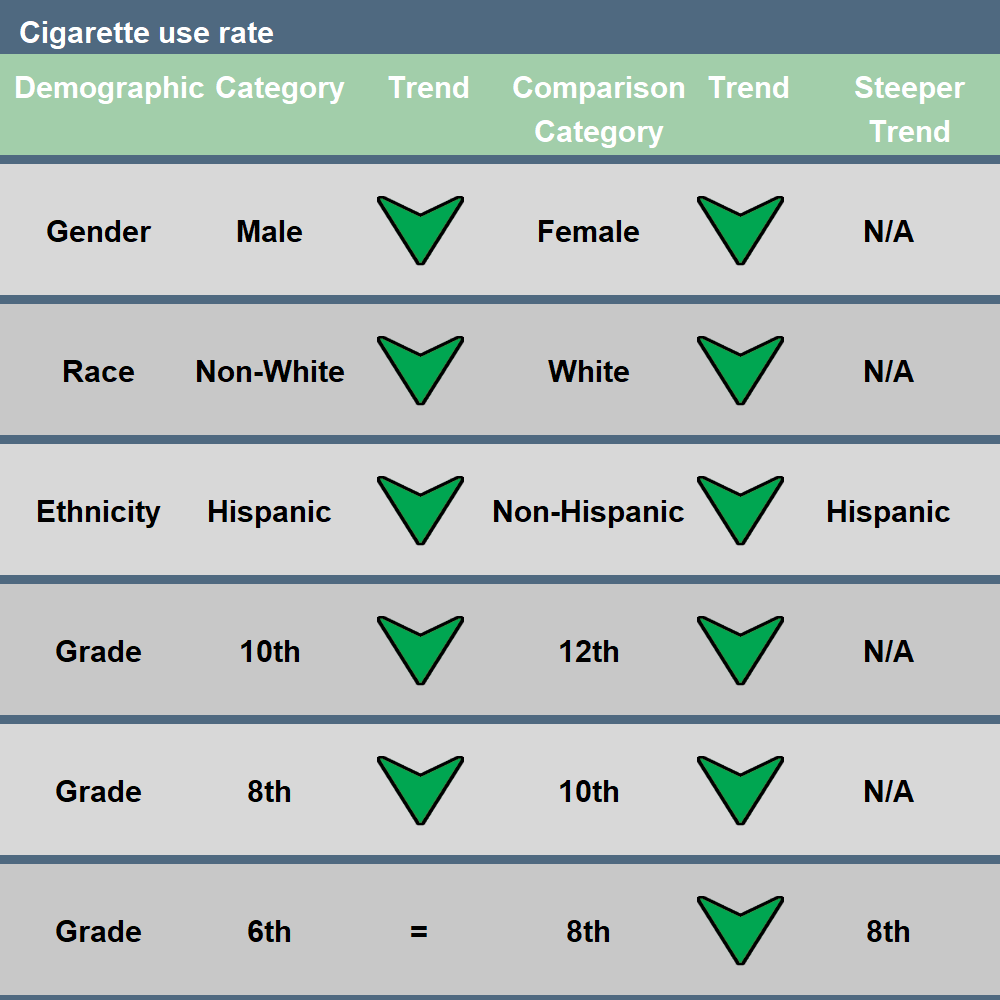 Cigarette use rate
Demographic Category Trend Comparison Category Trend Steeper Trend
Gender Male Female N/A
Race Non-White White N/A
Ethnicity Hispanic Non-Hispanic Hispanic
Grade 10th 12th N/A
Grade 8th 10th N/A
Grade 6th = 8th 8th